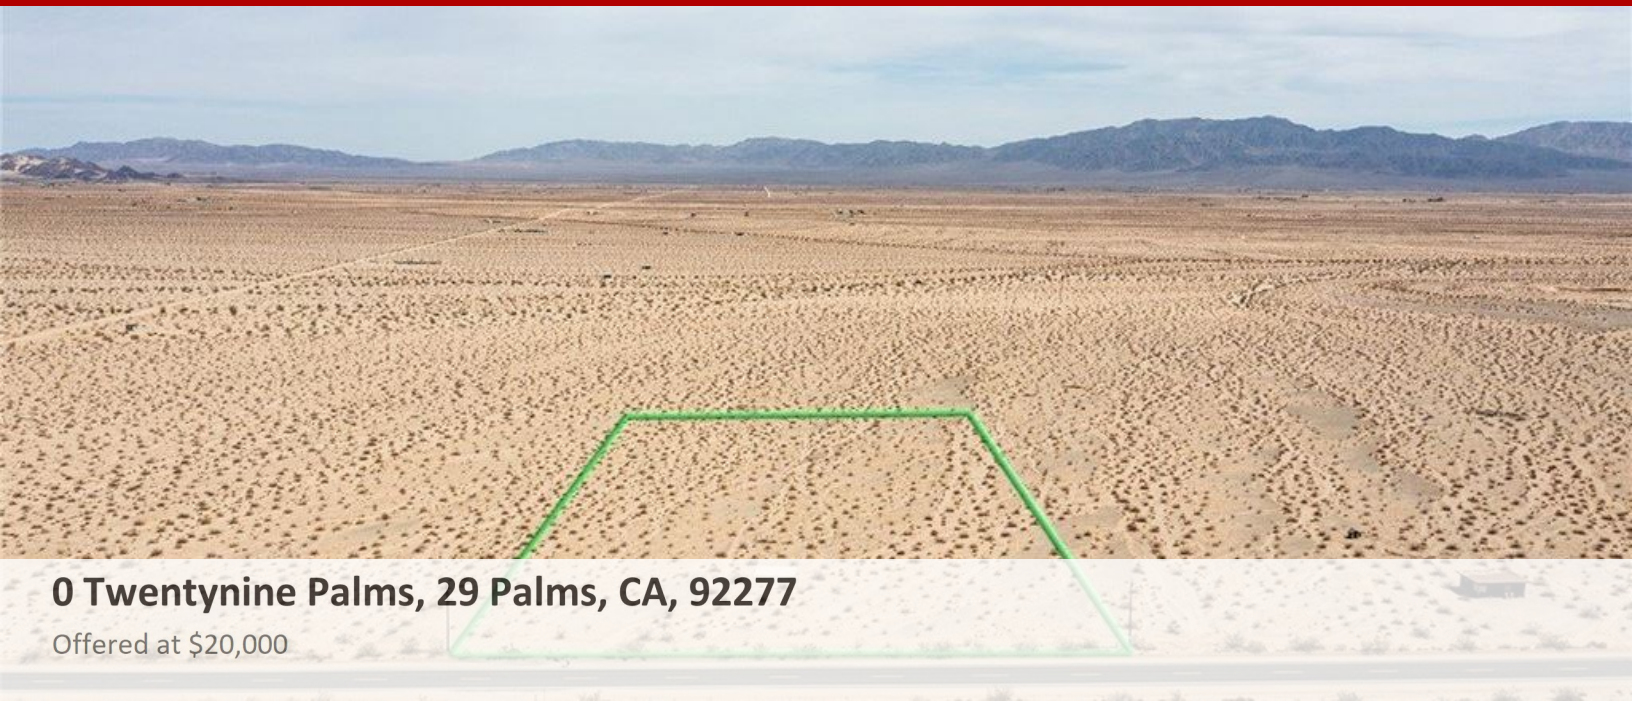 0 Twentynine Palms, 29 Palms, CA, 92277
Offered at $20,000